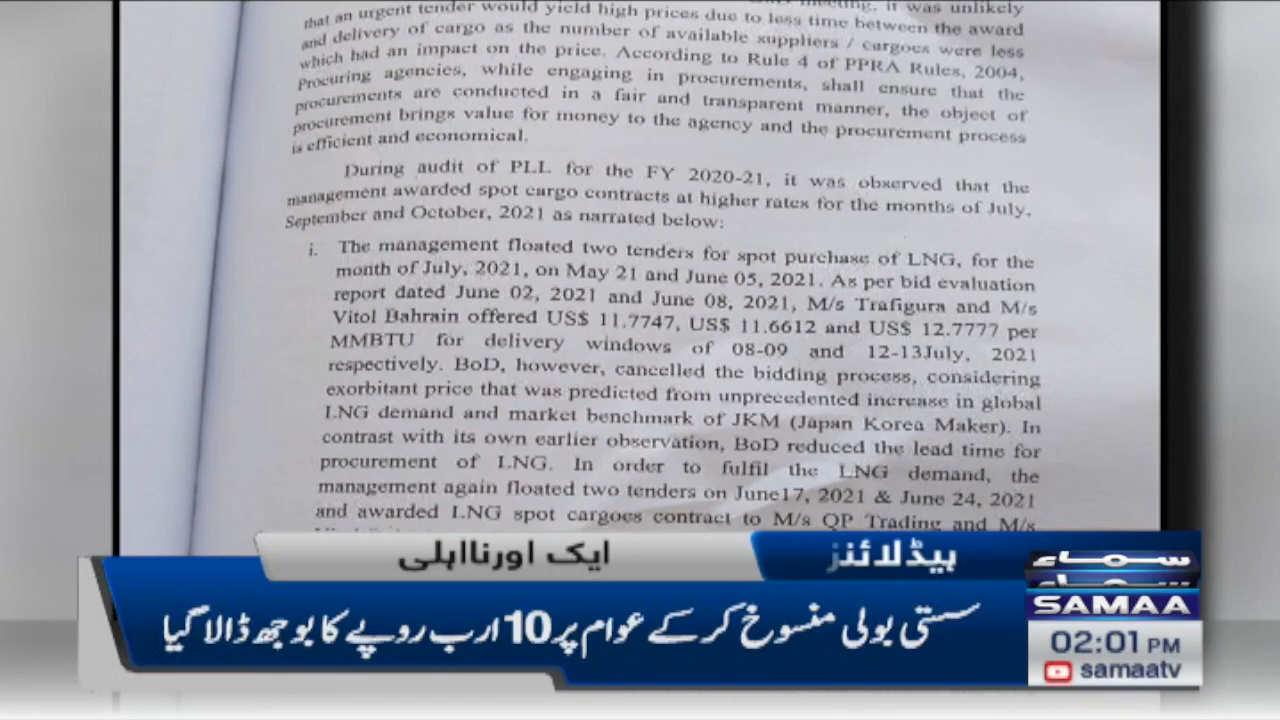 meeting, it was unlikely
that an urgent tender would yield high prices due to less time between the award
and delivery of cargo as the number of available suppliers / cargoes were less
which had an impact on the price. According to Rule 4 of PPRA Rules, 2004,
Procuring agencies, while engaging in procurements, shall ensure that the
procurements are conducted in a fair and transparent manner, the object of
procurement brings value for money to the agency and the procurement process
is efficient and economical.
During audit of PLL for the FY 2020-21, it was observed that the
management awarded spot cargo contracts at higher rates for the months of July,
September and October, 2021 as narrated below:
i. The management floated two tenders for spot purchase of LNG, for the
month of July, 2021, on May 21 and June 05, 2021. As per bid evaluation
report dated June 02, 2021 and June 08, 2021, M/s Trafigura and M/s
Vitol Bahrain offered US$ 11.7747, US$ 11.6612 and US$ 12.7777 per
MMBTU for delivery windows of 08-09 and 12-13July, 2021
respectively. BoD, however, cancelled the bidding process, considering
exorbitant price that was predicted from unprecedented increase in global
LNG demand and market benchmark of JKM (Japan Korea Maker). In
contrast with its own earlier observation, BoD reduced the lead time for
procurement of LNG. In order to fulfil the LNG demand, the
management again floated two tenders on June17, 2021 & June 24, 2021
and awarded LNG spot cargoes contract to M/s QP Trading and M/s
ہیڈلائنز
ایک اورنااہلی
سستی بولی منسوخ کر کے عوام پر 10 ارب روپے کا بوجھ ڈالا گیا
سماء
SAMAA
02:01 PM
samaatv